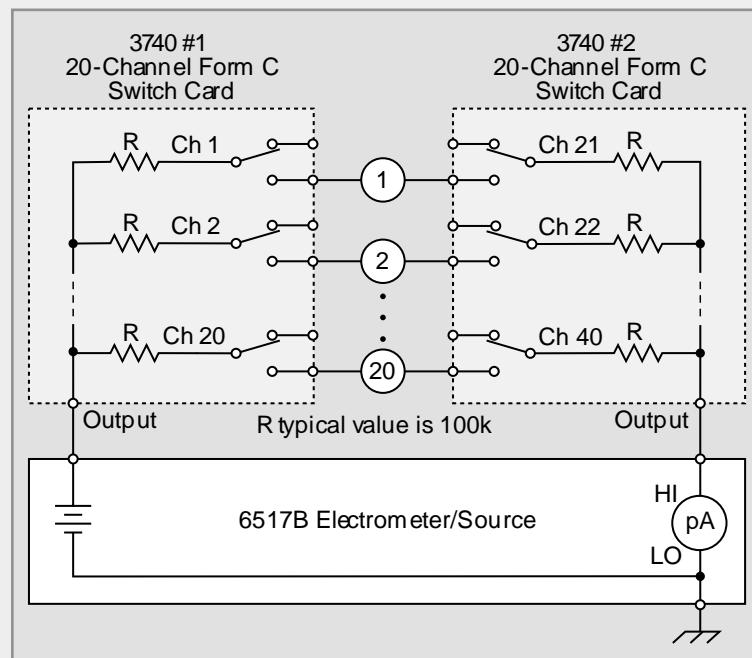 3740 #1
20-Channel Form C
Switch Card
3740 #2
20-Channel Form C
Switch Card
R
Ch 1
1
Ch 21
R
R
Ch 2
2
Ch 22
R
R
Ch 20
20
Ch 40
R
Output
R typical value is 100k
Output
6517B Electrometer/Source
HI
pA
LO